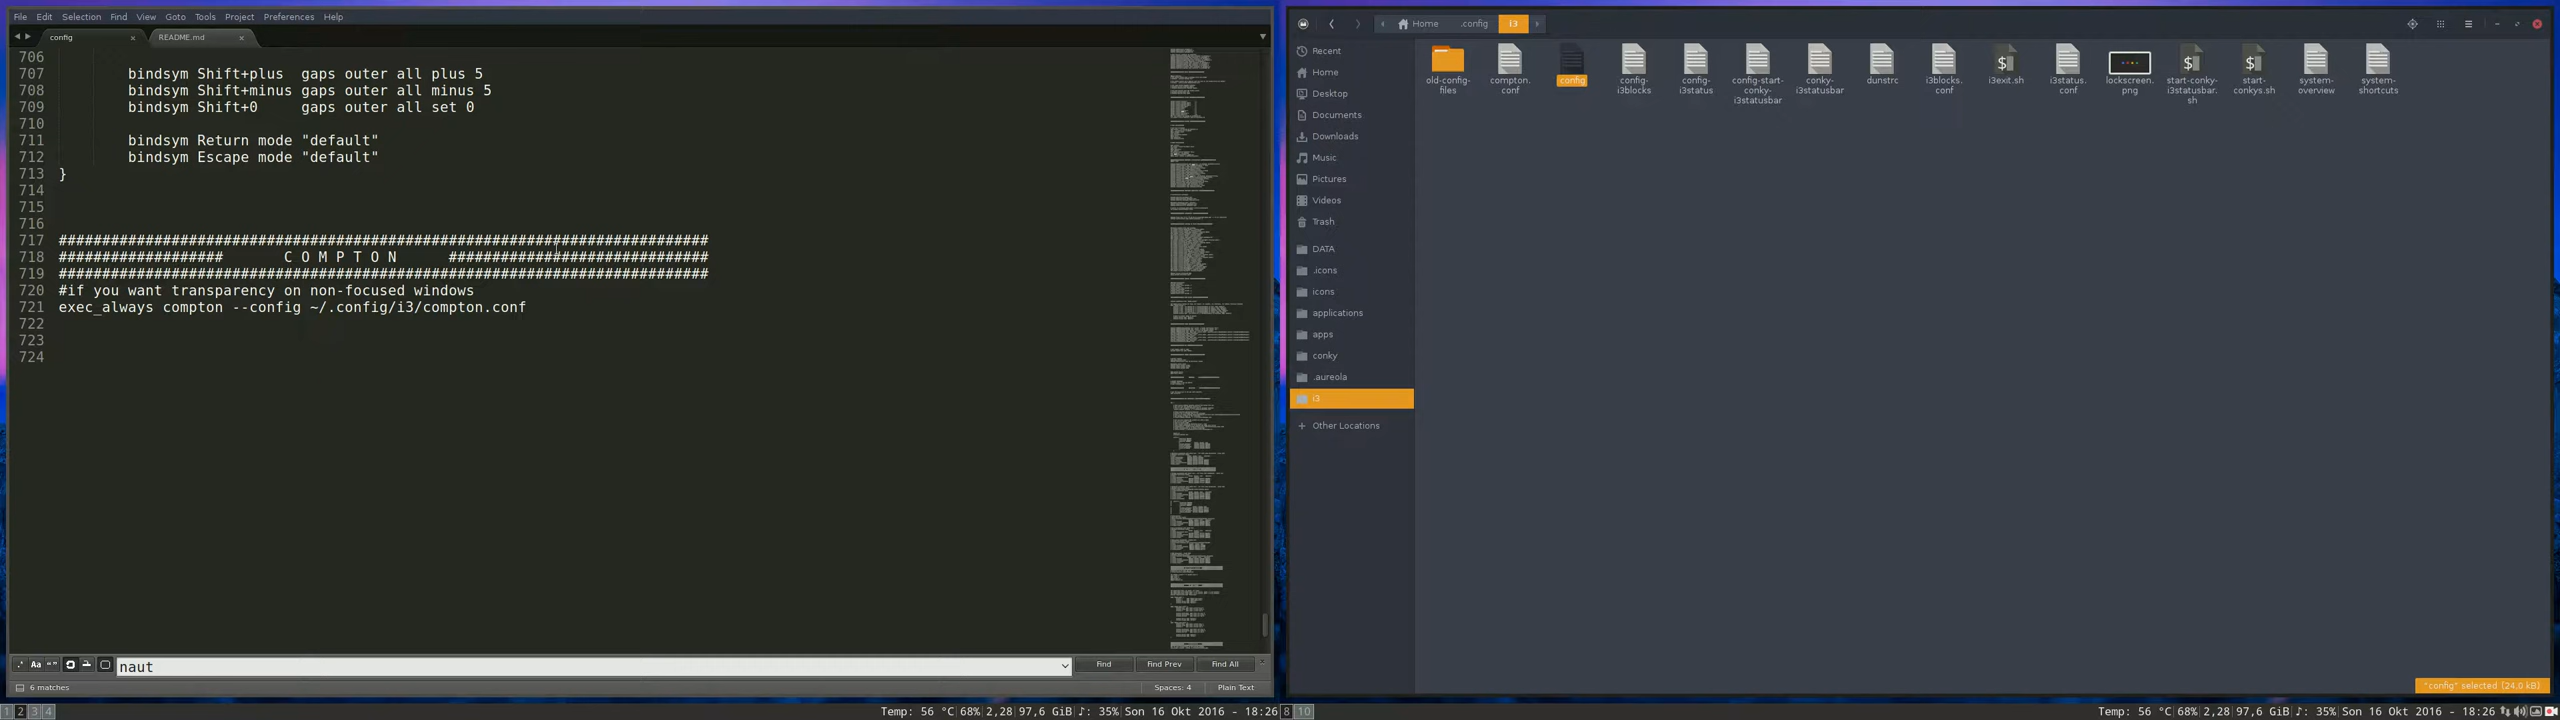 File Edit Selection Find View Goto Tools Project Preferences Help
config × README.md ×
706
707 bindsym Shift+plus gaps outer all plus 5
708 bindsym Shift+minus gaps outer all minus 5
709 bindsym Shift+0 gaps outer all set 0
710
711 bindsym Return mode "default"
712 bindsym Escape mode "default"
713 }
714
715
716
717 ###########################################################################
718 ################### C O M P T O N ##############################
719 ###########################################################################
720 #if you want transparency on non-focused windows
721 exec_always compton --config ~/.config/i3/compton.conf
722
723
724
.* Aa “” naut Find Find Prev Find All
6 matches Spaces: 4 Plain Text
Home .config i3
Recent
Home
Desktop
Documents
Downloads
Music
Pictures
Videos
Trash
DATA
.icons
icons
applications
apps
conky
.aureola
i3
+ Other Locations
old-config-files
compton.conf
config
config-i3blocks
config-i3status
config-start-conky-i3statusbar
conky-i3statusbar
dunstrc
i3blocks.conf
$ i3exit.sh
i3status.conf
lockscreen.png
$ start-conky-i3statusbar.sh
$ start-conkys.sh
system-overview
system-shortcuts
"config" selected (24,0 kB)
1 2 3 4 Temp: 56 °C|68%|2,28|97,6 GiB|♪: 35%|Son 16 Okt 2016 - 18:26
8 10 Temp: 56 °C|68%|2,28|97,6 GiB|♪: 35%|Son 16 Okt 2016 - 18:26